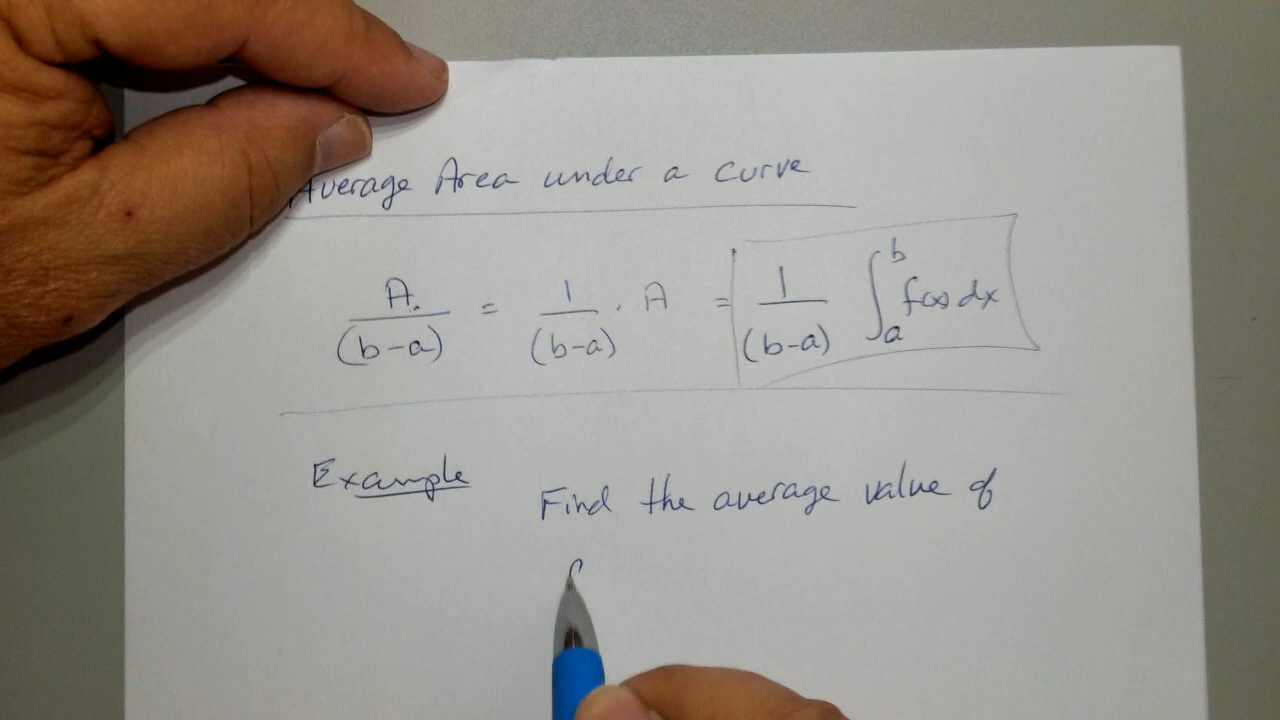 Average Area under a curve
A. / (b-a) = 1 / (b-a) · A = 1 / (b-a) ∫_a^b f(x) dx
Example
Find the average value of